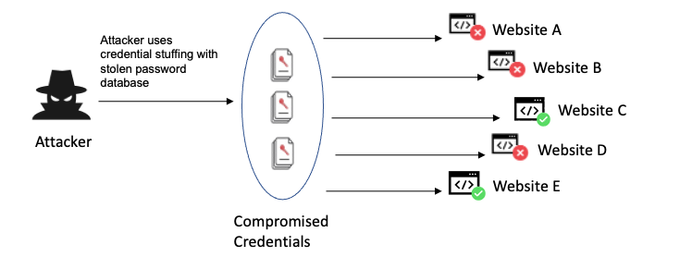 Attacker uses
credential stuffing with
stolen password
database
Attacker
Compromised
Credentials
</> Website A
</> Website B
</> Website C
</> Website D
</> Website E